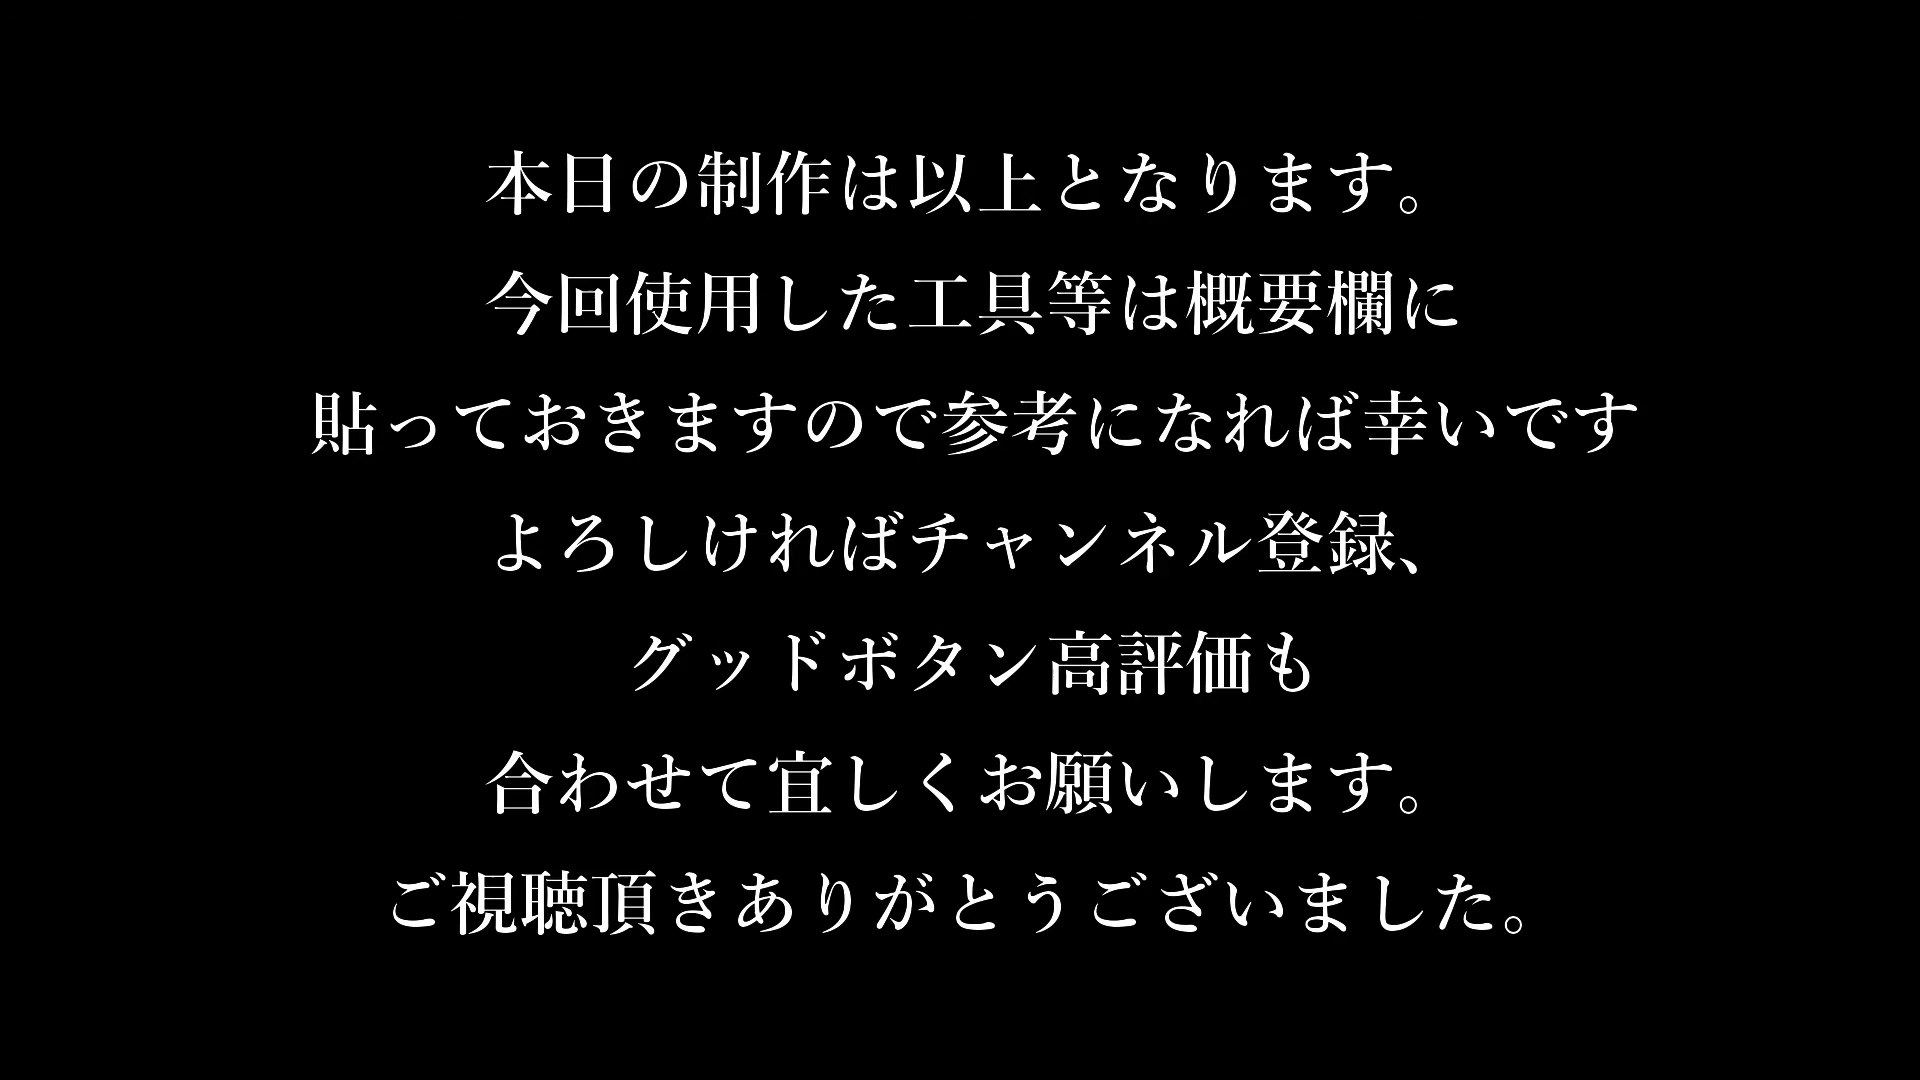 本日の制作は以上となります。
今回使用した工具等は概要欄に
貼っておきますので参考になれば幸いです
よろしければチャンネル登録、
グッドボタン高評価も
合わせて宜しくお願いします。
ご視聴頂きありがとうございました。